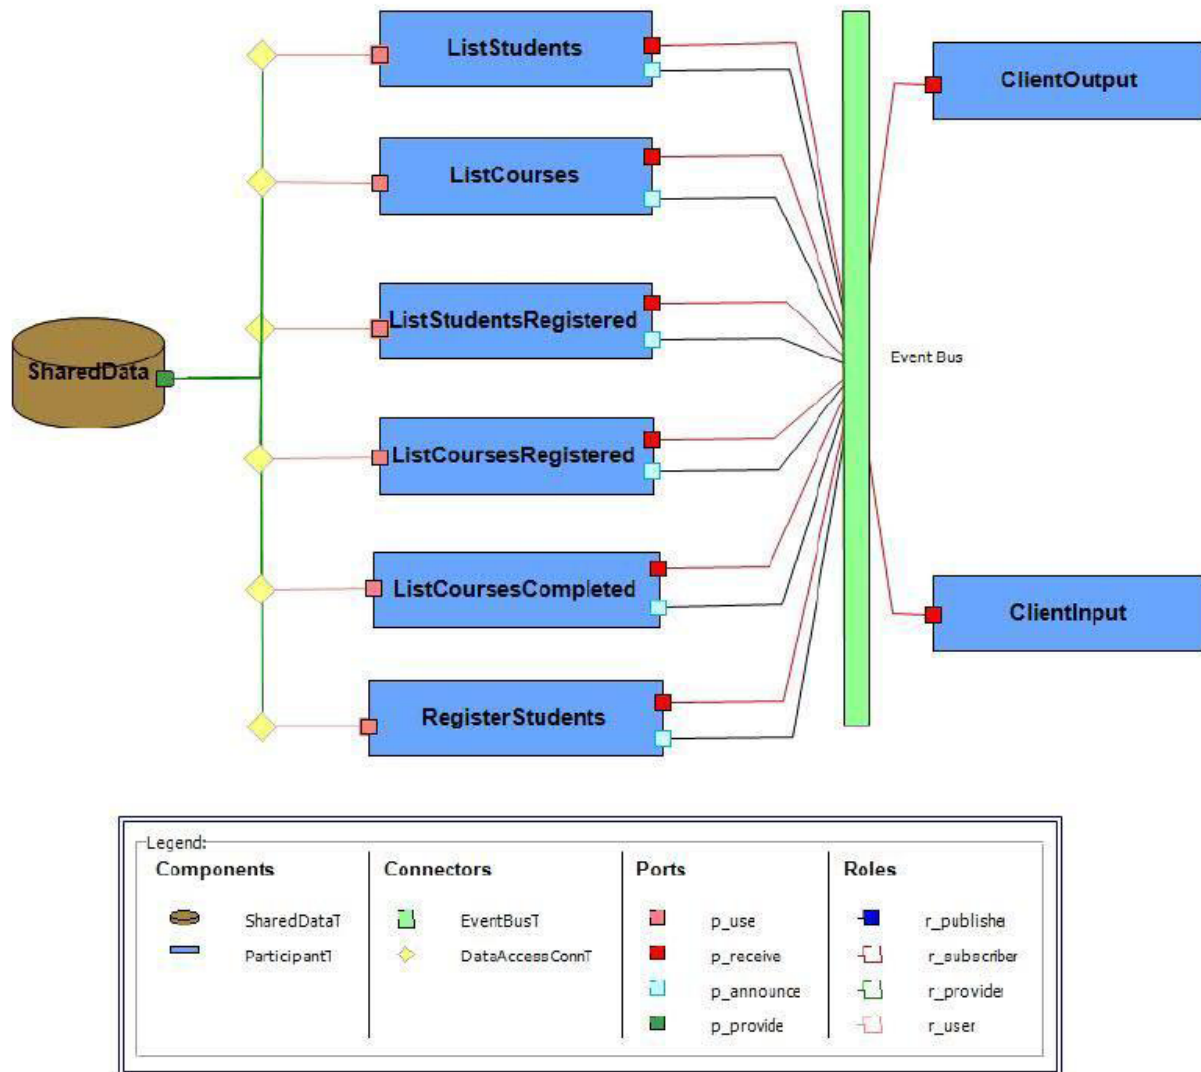 ListStudents
ClientOutput
ListCourses
ListStudentsRegistered
SharedData
Event Bus
ListCoursesRegistered
ListCoursesCompleted
ClientInput
RegisterStudents
Legend:
Components Connectors Ports Roles
SharedDataT EventBusT p_use r_publisher
ParticipantT DataAccessConnT p_receive r_subscriber
p_announce r_provider
p_provide r_user